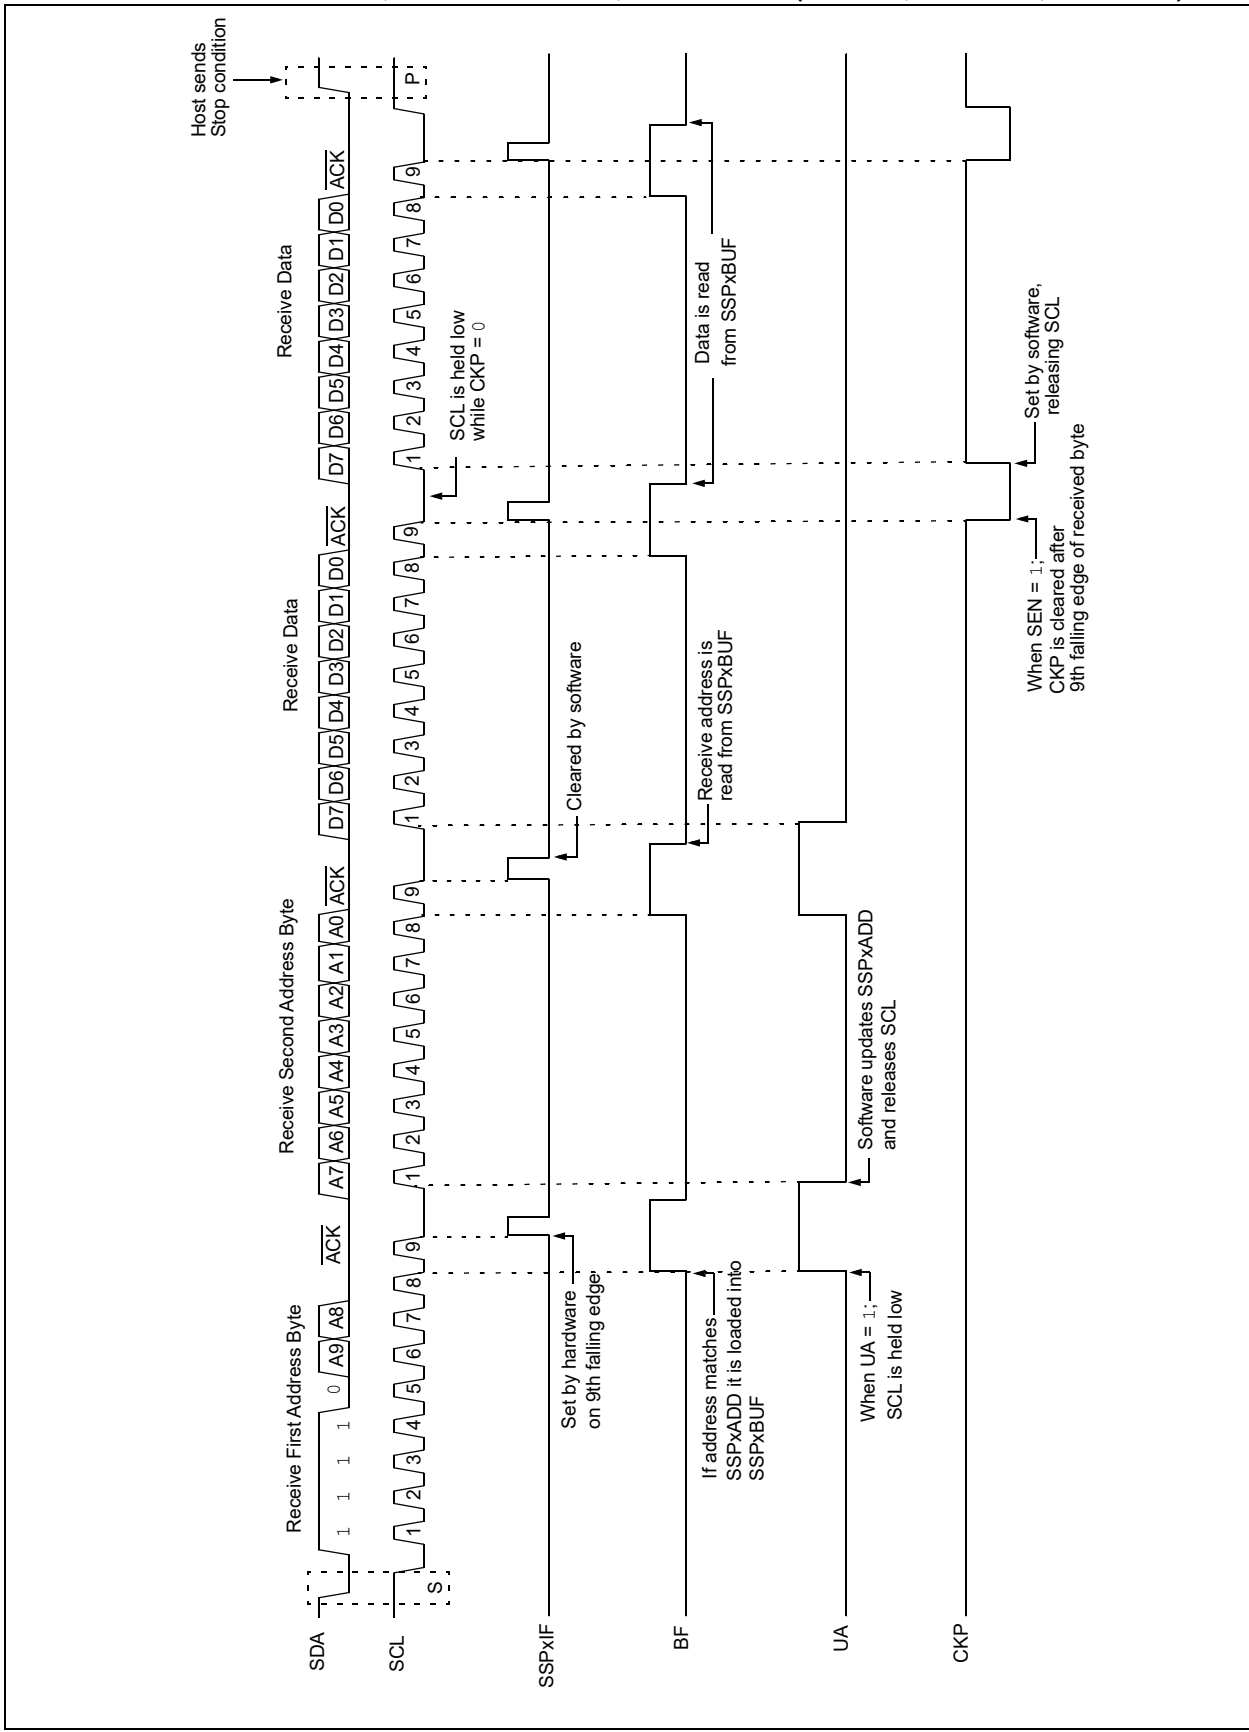 Host sends
Stop condition
Receive First Address Byte
Receive Second Address Byte
Receive Data
Receive Data
SDA
1 1 1 1 0 A9 A8 ACK
A7 A6 A5 A4 A3 A2 A1 A0 ACK
D7 D6 D5 D4 D3 D2 D1 D0 ACK
D7 D6 D5 D4 D3 D2 D1 D0 ACK
SCL
S
1 2 3 4 5 6 7 8 9
1 2 3 4 5 6 7 8 9
1 2 3 4 5 6 7 8 9
1 2 3 4 5 6 7 8 9
P
SCL is held low
while CKP = 0
SSPxIF
Set by hardware
on 9th falling edge
Cleared by software
BF
If address matches
SSPxADD it is loaded into
SSPxBUF
Receive address is
read from SSPxBUF
Data is read
from SSPxBUF
UA
When UA = 1;
SCL is held low
Software updates SSPxADD
and releases SCL
CKP
When SEN = 1;
CKP is cleared after
9th falling edge of received byte
Set by software,
releasing SCL